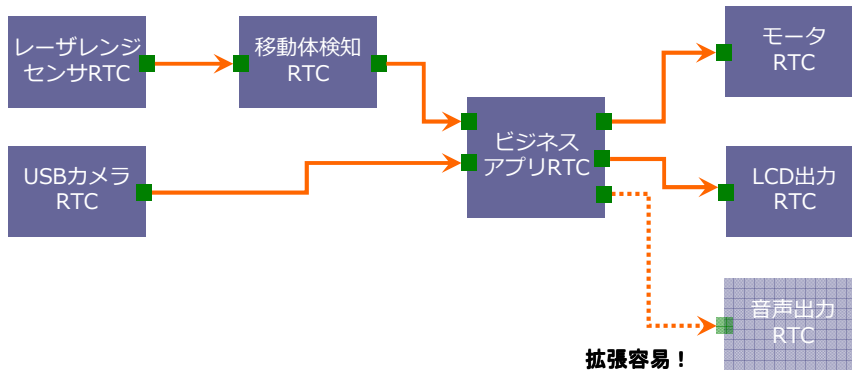 レーザレンジ
センサRTC
移動体検知
RTC
モータ
RTC
USBカメラ
RTC
ビジネス
アプリRTC
LCD出力
RTC
音声出力
RTC
拡張容易！